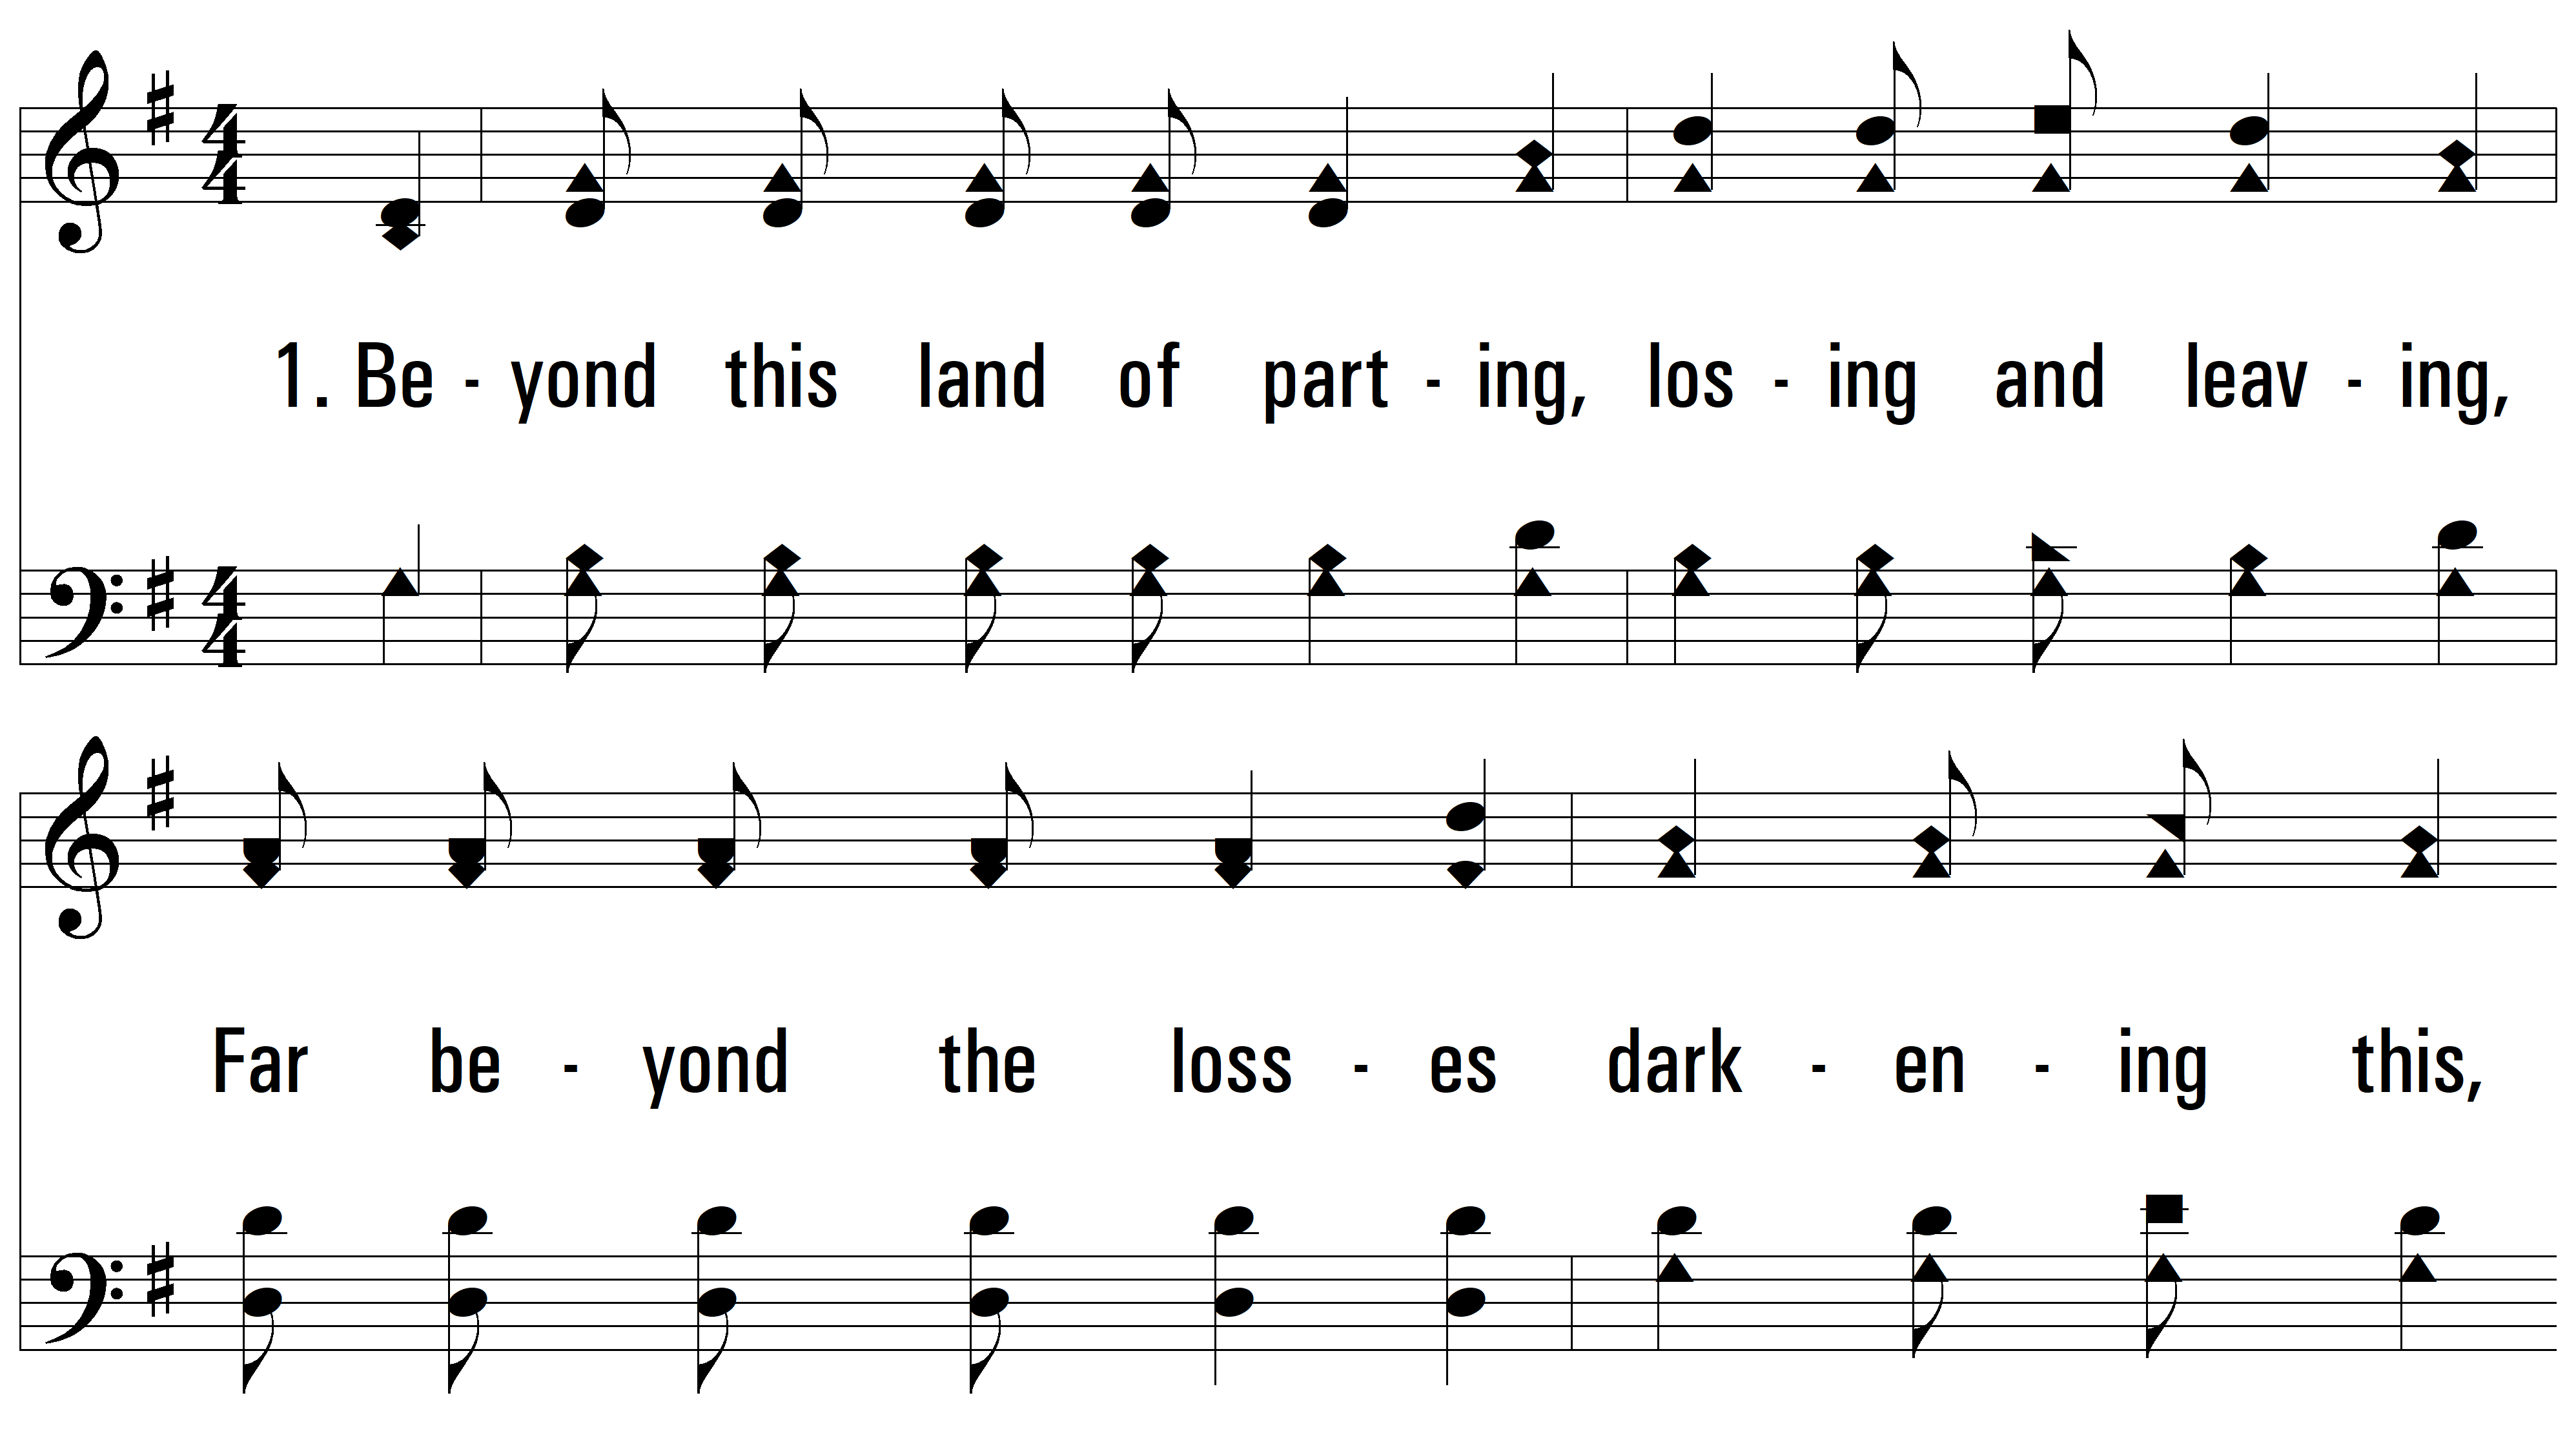 1. Be - yond this land of part - ing, los - ing and leav - ing,
Far be - yond the loss - es dark - en - ing this,